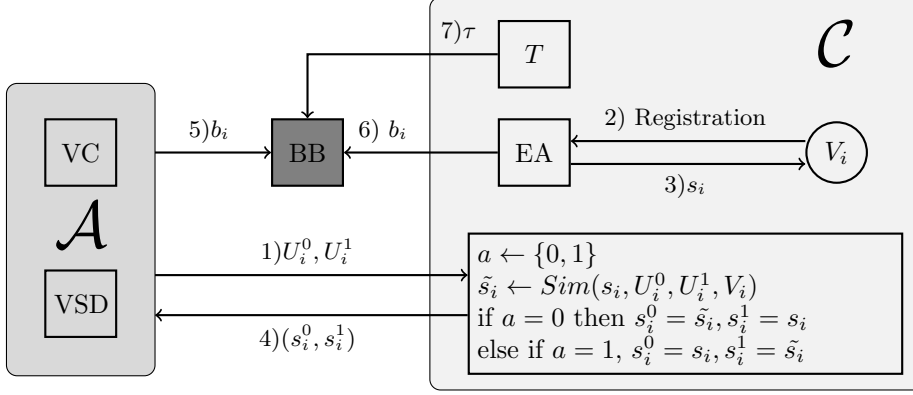 7)τ
T
𝒞
VC
5)b_i
BB
6) b_i
EA
2) Registration
V_i
3)s_i
𝒜
VSD
1)U_i^0, U_i^1
4)(s_i^0, s_i^1)
a ← {0, 1}
s̃_i ← Sim(s_i, U_i^0, U_i^1, V_i)
if a = 0 then s_i^0 = s̃_i, s_i^1 = s_i
else if a = 1, s_i^0 = s_i, s_i^1 = s̃_i